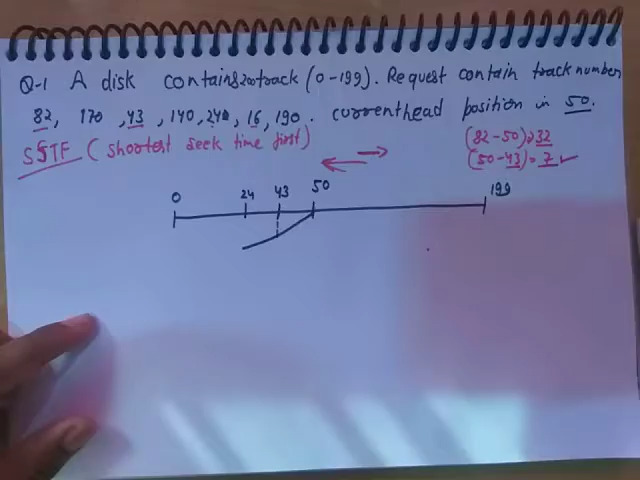 Q-1 A disk contains 200 track (0-199). Request contain track number
82, 170, 43, 140, 24, 16, 190. current head position in 50.
SSTF (shortest seek time first)
(82-50)=32
(50-43)=7 ✓
0 24 43 50 199